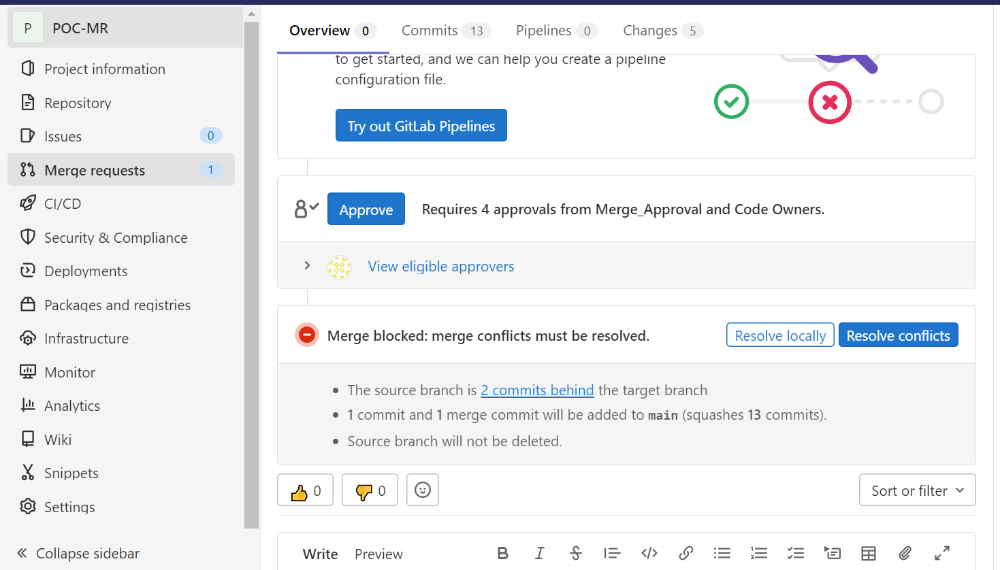 P POC-MR
Project information
Repository
Issues 0
Merge requests 1
CI/CD
Security & Compliance
Deployments
Packages and registries
Infrastructure
Monitor
Analytics
Wiki
Snippets
Settings
Collapse sidebar
Overview 0 Commits 13 Pipelines 0 Changes 5
to get started, and we can help you create a pipeline
configuration file.
Try out GitLab Pipelines
Approve Requires 4 approvals from Merge_Approval and Code Owners.
View eligible approvers
Merge blocked: merge conflicts must be resolved. Resolve locally Resolve conflicts
The source branch is 2 commits behind the target branch
1 commit and 1 merge commit will be added to main (squashes 13 commits).
Source branch will not be deleted.
0 0 Sort or filter
Write Preview B I S